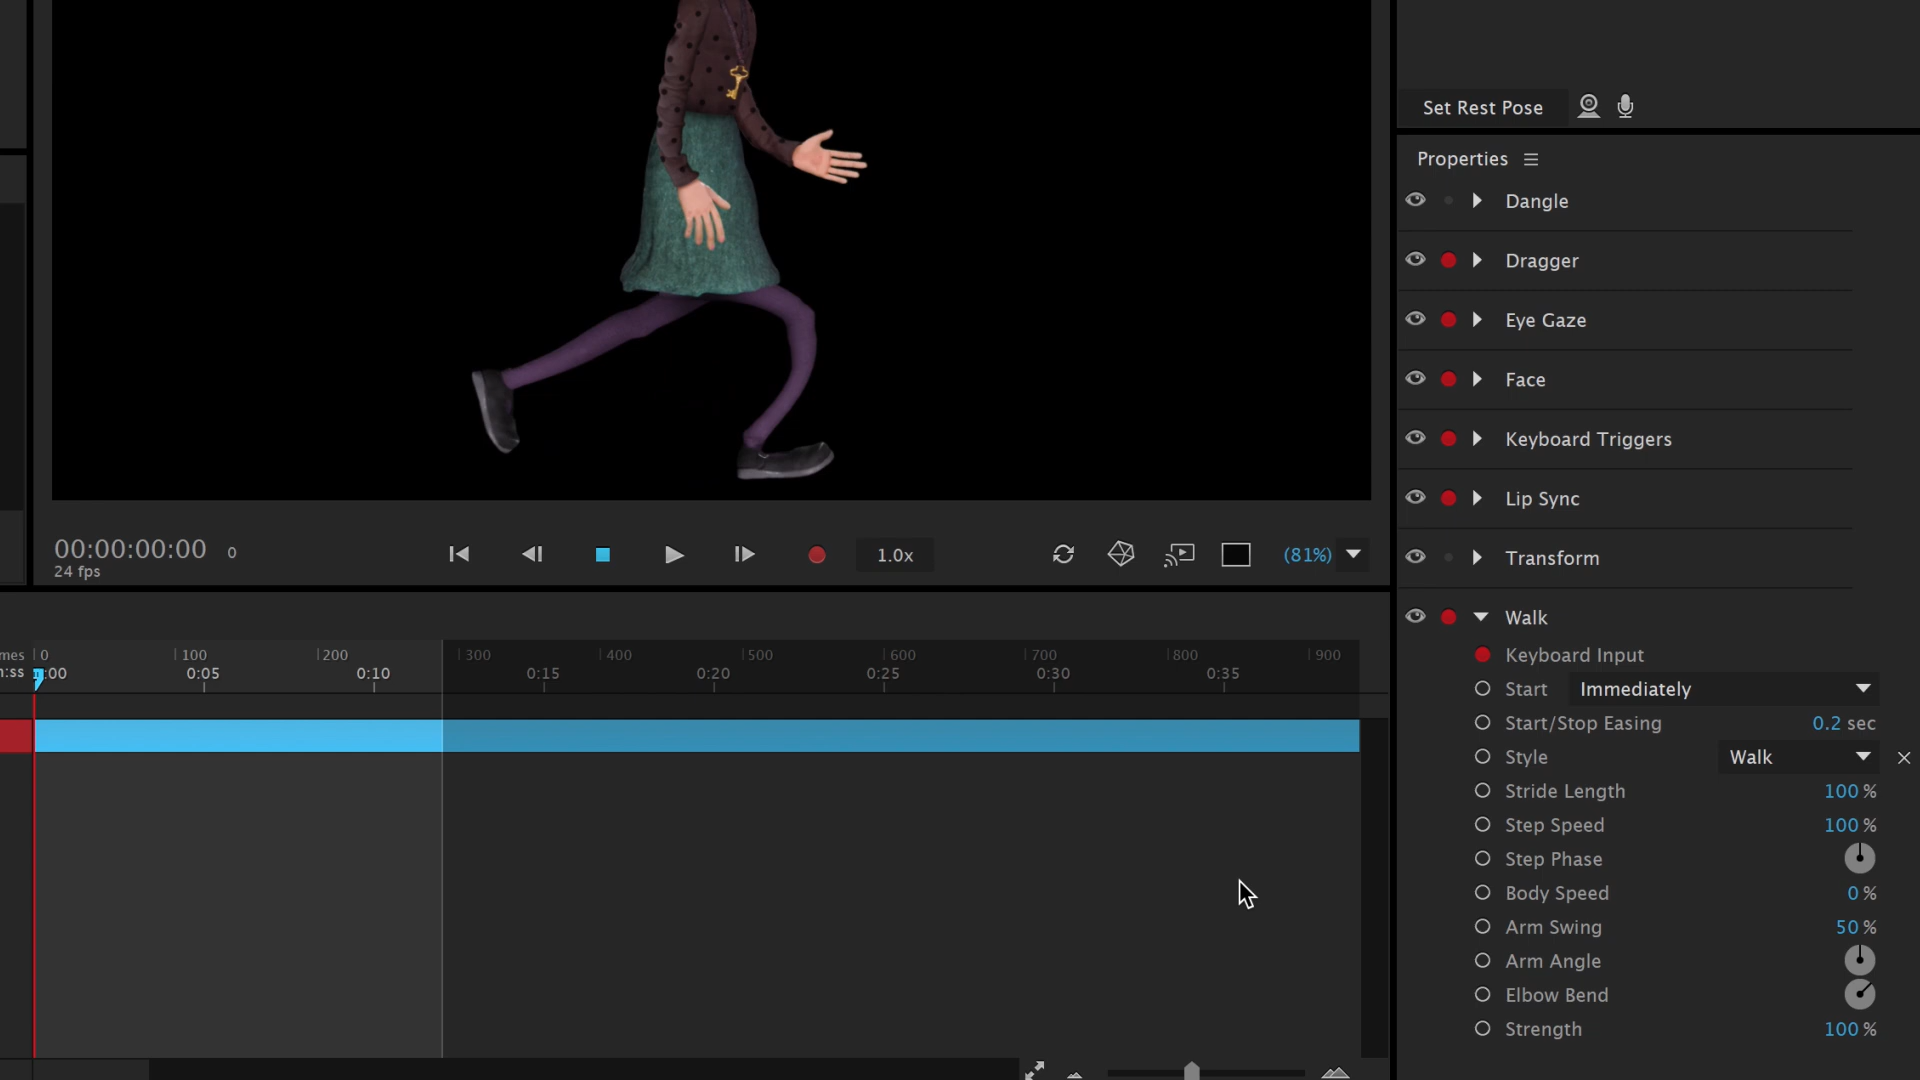 Set Rest Pose
Properties
Dangle
Dragger
Eye Gaze
Face
Keyboard Triggers
Lip Sync
Transform
Walk
Keyboard Input
Start Immediately
Start/Stop Easing 0.2 sec
Style Walk
Stride Length 100 %
Step Speed 100 %
Step Phase
Body Speed 0 %
Arm Swing 50 %
Arm Angle
Elbow Bend
Strength 100 %
00:00:00:00 0
24 fps
1.0x
(81%)
mes 0 100 200 300 400 500 600 700 800 900
:ss :00 0:05 0:10 0:15 0:20 0:25 0:30 0:35